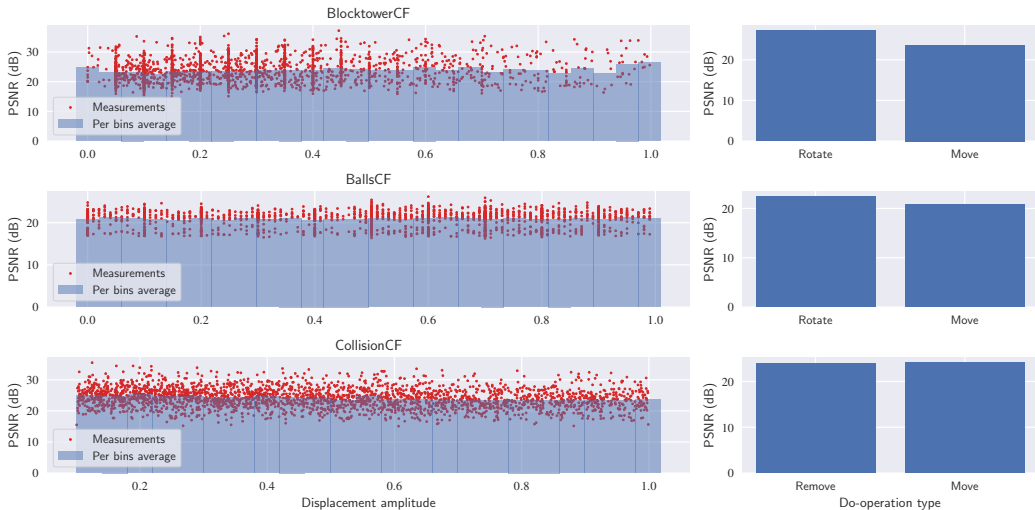 BlocktowerCF
PSNR (dB)
30
20
10
0
Measurements
Per bins average
0.0 0.2 0.4 0.6 0.8 1.0
PSNR (dB)
20
10
0
Rotate Move
BallsCF
PSNR (dB)
20
10
0
Measurements
Per bins average
0.0 0.2 0.4 0.6 0.8 1.0
PSNR (dB)
20
10
0
Rotate Move
CollisionCF
PSNR (dB)
30
20
10
0
Measurements
Per bins average
0.2 0.4 0.6 0.8 1.0
Displacement amplitude
PSNR (dB)
20
10
0
Remove Move
Do-operation type